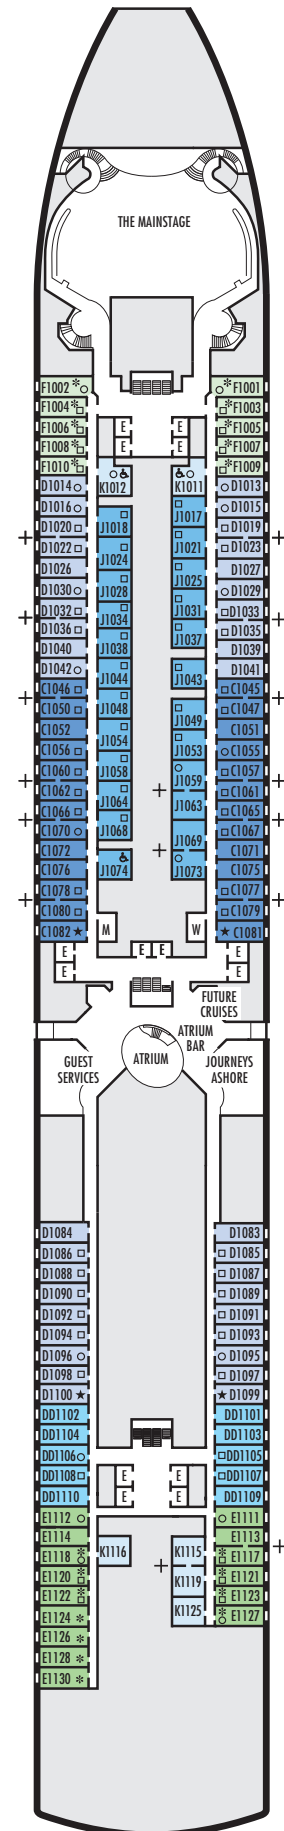 THE MAINSTAGE
F1002 *○ ○*F1001
F1004 *□ □*F1003
E E
F1006 *□ □*F1005
F1008 *□ E E □*F1007
F1010 *□ □*F1009
○♿ ♿○
K1012 K1011
D1014 ○ ○ D1013
D1016 ○ ○ D1015
□ J1018 □ J1017
D1020 □ □ D1019
D1022 □ □ D1023
□ J1024 □ J1021
D1026 D1027
□ J1028 □ J1025
D1030 ○ ○ D1029
D1032 □ □ D1033
□ J1034 □ J1031
D1036 □ □ D1035
□ J1038 □ J1037
D1040 D1039
D1042 ○ D1041
□ J1044 □ J1043
C1046 □ □ C1045
C1050 □ □ C1047
□ J1048 □ J1049
C1052 C1051
□ J1054 □ J1053
C1056 □ ○ C1055
C1060 □ □ C1057
□ J1058 ○ J1059
C1062 □ □ C1061
□ J1064 J1063
C1066 □ □ C1065
C1070 ○ □ C1067
□ J1068 J1069
C1072 C1071
C1076 C1075
♿ J1074 ○ J1073
C1078 □ □ C1077
C1080 □ □ C1079
C1082 ★ M W ★ C1081
E E E E
E E
FUTURE
CRUISES
ATRIUM
BAR
ATRIUM
GUEST
SERVICES
JOURNEYS
ASHORE
D1084 D1083
D1086 □ □ D1085
D1088 □ □ D1087
D1090 □ □ D1089
D1092 □ □ D1091
D1094 □ □ D1093
D1096 ○ ○ D1095
D1098 □ □ D1097
D1100 ★ ★ D1099
DD1102 DD1101
DD1104 DD1103
DD1106○ □DD1105
DD1108□ E E □DD1107
DD1110 E E DD1109
E1112 ○ ○ E1111
E1114 E1113
K1116 K1115
E1118 *○ *□ E1117
E1120 *□ K1119 *□ E1121
E1122 *□ *□ E1123
E1124 * K1125 *○ E1127
E1126 *
E1128 *
E1130 *